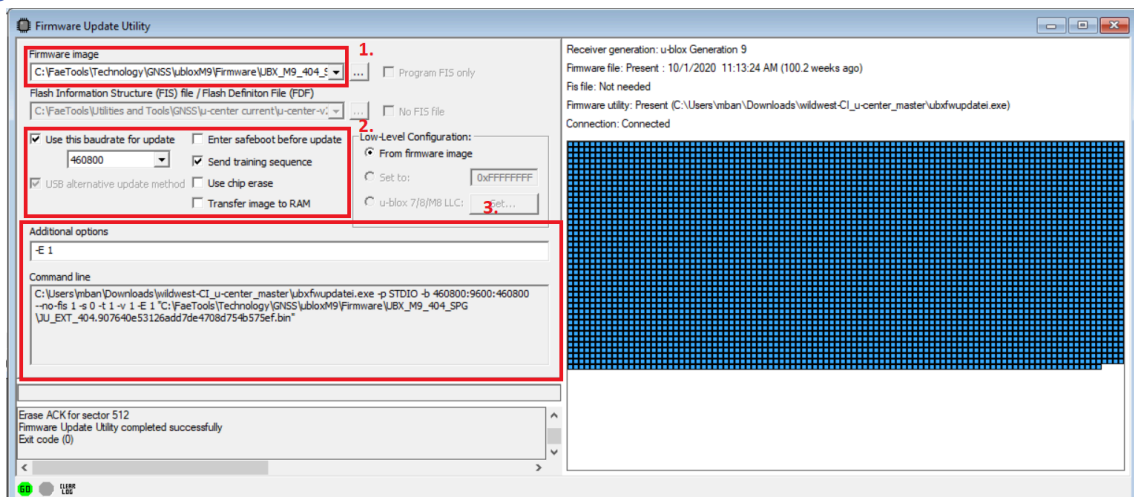 Firmware Update Utility
Firmware image
1.
C:\FaeTools\Technology\GNSS\ubloxM9\Firmware\UBX_M9_404_S
...
Program FIS only
Flash Information Structure (FIS) file / Flash Definiton File (FDF)
C:\FaeTools\Utilities and Tools\GNSS\u-center current\u-center-v
...
No FIS file
2.
Use this baudrate for update
Enter safeboot before update
460800
Send training sequence
USB alternative update method
Use chip erase
Transfer image to RAM
Low-Level Configuration:
From firmware image
Set to:
0xFFFFFFFF
u-blox 7/8/M8 LLC:
Set...
3.
Additional options
-E 1
Command line
C:\Users\mban\Downloads\wildwest-CI_u-center_master\ubxfwupdatei.exe -p STDIO -b 460800:9600:460800
--no-fis 1 -s 0 -t 1 -v 1 -E 1 "C:\FaeTools\Technology\GNSS\ubloxM9\Firmware\UBX_M9_404_SPG
\JU_EXT_404.907640e53126add7de4708d754b575ef.bin"
Erase ACK for sector 512
Firmware Update Utility completed successfully
Exit code (0)
GO
CLEAR
LOG
Receiver generation: u-blox Generation 9
Firmware file: Present : 10/1/2020 11:13:24 AM (100.2 weeks ago)
Fis file: Not needed
Firmware utility: Present (C:\Users\mban\Downloads\wildwest-CI_u-center_master\ubxfwupdatei.exe)
Connection: Connected